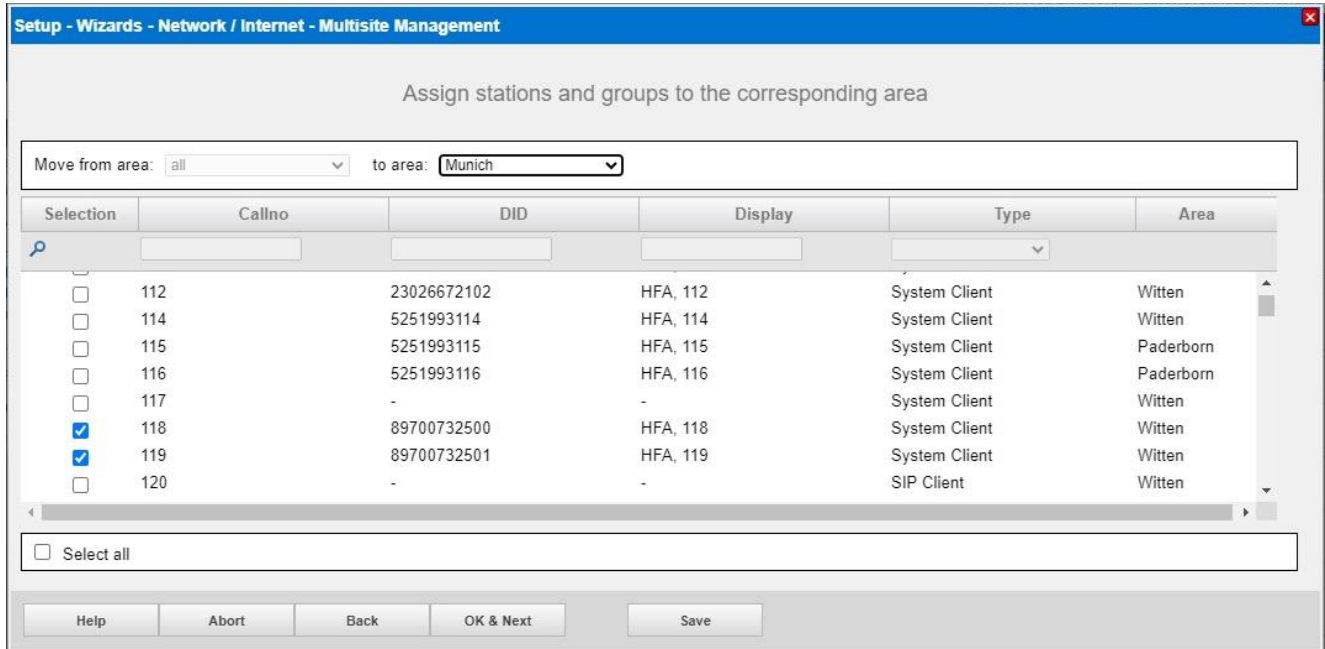 Setup - Wizards - Network / Internet - Multisite Management
Assign stations and groups to the corresponding area
Move from area: all to area: Munich
Selection Callno DID Display Type Area
112 23026672102 HFA, 112 System Client Witten
114 5251993114 HFA, 114 System Client Witten
115 5251993115 HFA, 115 System Client Paderborn
116 5251993116 HFA, 116 System Client Paderborn
117 - - System Client Witten
118 89700732500 HFA, 118 System Client Witten
119 89700732501 HFA, 119 System Client Witten
120 - - SIP Client Witten
Select all
Help Abort Back OK & Next Save